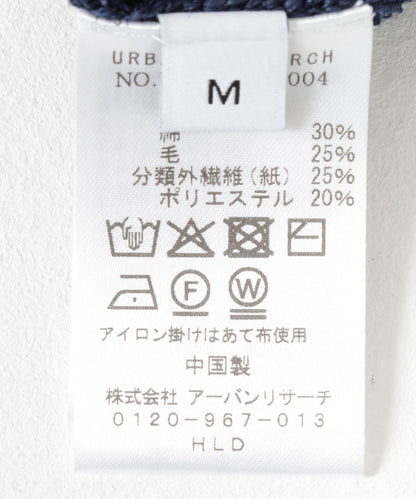 URB RCH
NO. 004
M
綿 30%
毛 25%
分類外繊維(紙) 25%
ポリエステル 20%
F W
アイロン掛けはあて布使用
中国製
株式会社 アーバンリサーチ
0120-967-013
HLD